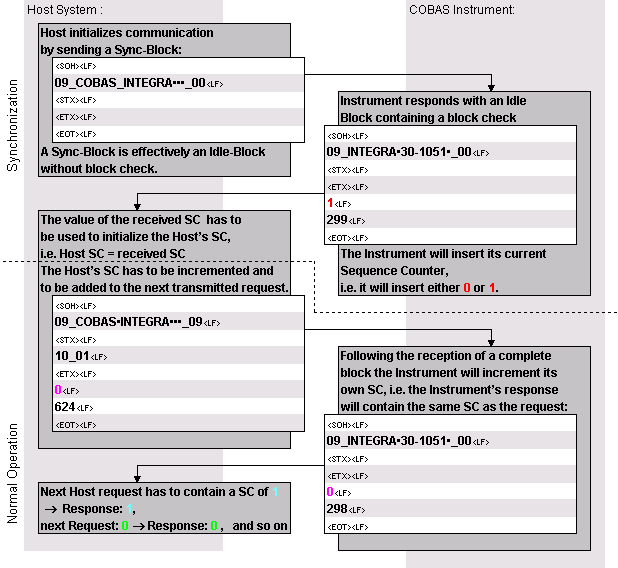 Host System :
COBAS Instrument:
Synchronization
Host initializes communication
by sending a Sync-Block:
<SOH><LF>
09_COBAS_INTEGRA▪▪▪_00<LF>
<STX><LF>
<ETX><LF>
<EOT><LF>
A Sync-Block is effectively an Idle-Block
without block check.
Instrument responds with an Idle
Block containing a block check
<SOH><LF>
09_INTEGRA▪30-1051▪_00<LF>
<STX><LF>
<ETX><LF>
1<LF>
299<LF>
<EOT><LF>
The Instrument will insert its current
Sequence Counter,
i.e. it will insert either 0 or 1.
The value of the received SC has to
be used to initialize the Host's SC,
i.e. Host SC = received SC
The Host's SC has to be incremented and
to be added to the next transmitted request.
Normal Operation
<SOH><LF>
09_COBAS▪INTEGRA▪▪▪_09<LF>
<STX><LF>
10_01<LF>
<ETX><LF>
0<LF>
624<LF>
<EOT><LF>
Following the reception of a complete
block the Instrument will increment its
own SC, i.e. the Instrument's response
will contain the same SC as the request:
<SOH><LF>
09_INTEGRA▪30-1051▪_00<LF>
<STX><LF>
<ETX><LF>
0<LF>
298<LF>
<EOT><LF>
Next Host request has to contain a SC of 1
→ Response: 1,
next Request: 0 → Response: 0 , and so on